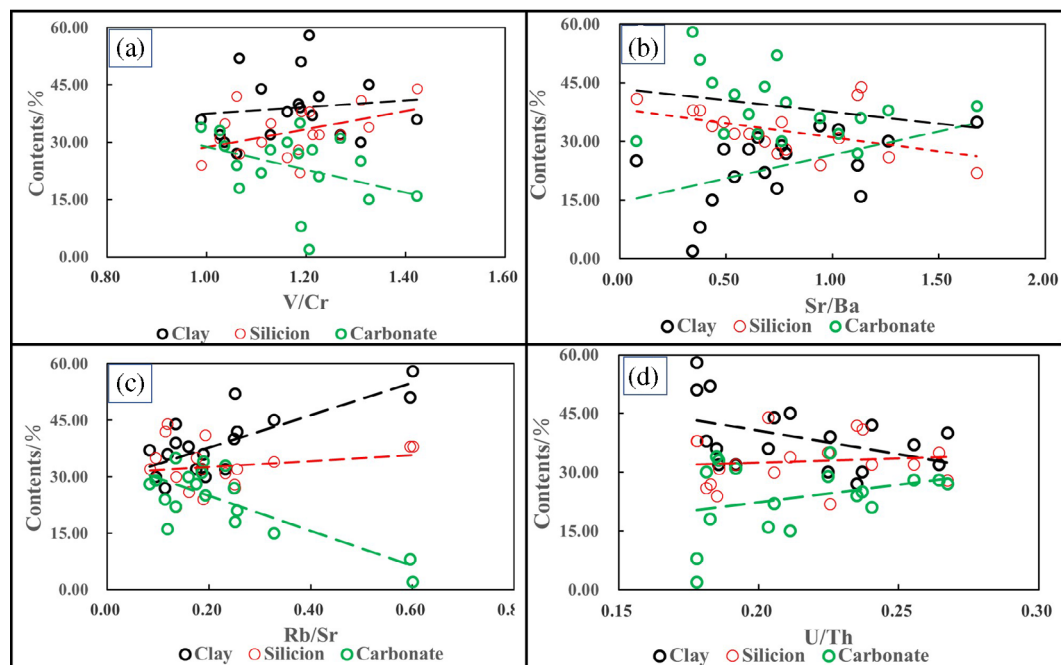 (a)
60.00
45.00
30.00
15.00
0.00
Contents/%
1.00 1.20 1.40 1.60
V/Cr
Clay Silicion Carbonate
(b)
60.00
45.00
30.00
15.00
0.00
Contents/%
0.00 0.50 1.00 1.50 2.00
Sr/Ba
Clay Silicion Carbonate
(c)
60.00
45.00
30.00
15.00
0.00
Contents/%
0.00 0.20 0.40 0.60 0.8
Rb/Sr
Clay Silicion Carbonate
(d)
60.00
45.00
30.00
15.00
0.00
Contents/%
0.15 0.20 0.25 0.30
U/Th
Clay Silicion Carbonate